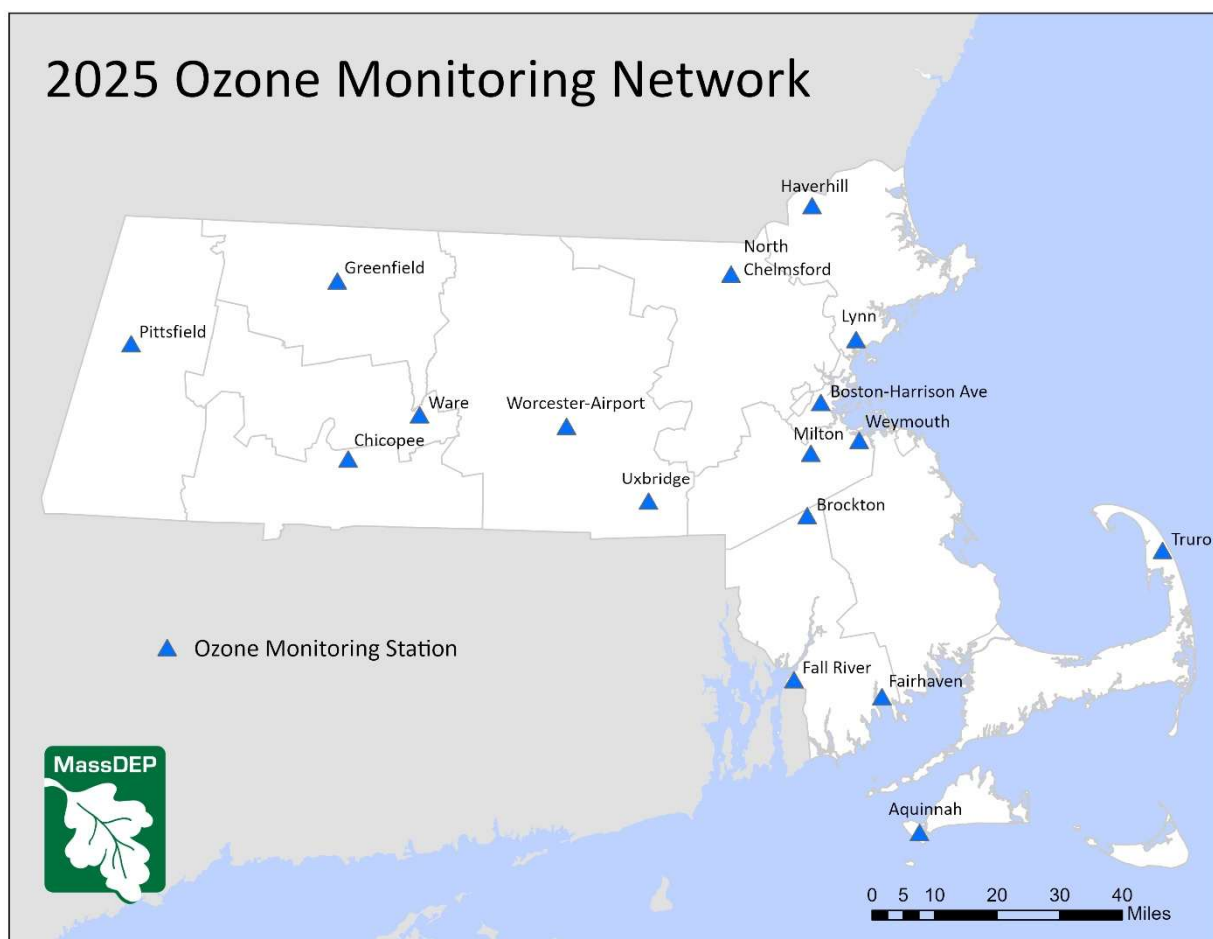 2025 Ozone Monitoring Network
Haverhill
North
Chelmsford
Greenfield
Lynn
Pittsfield
Boston-Harrison Ave
Ware
Worcester-Airport
Weymouth
Milton
Chicopee
Uxbridge
Brockton
Truro
Ozone Monitoring Station
Fall River
Fairhaven
MassDEP
Aquinnah
0 5 10 20 30 40
Miles